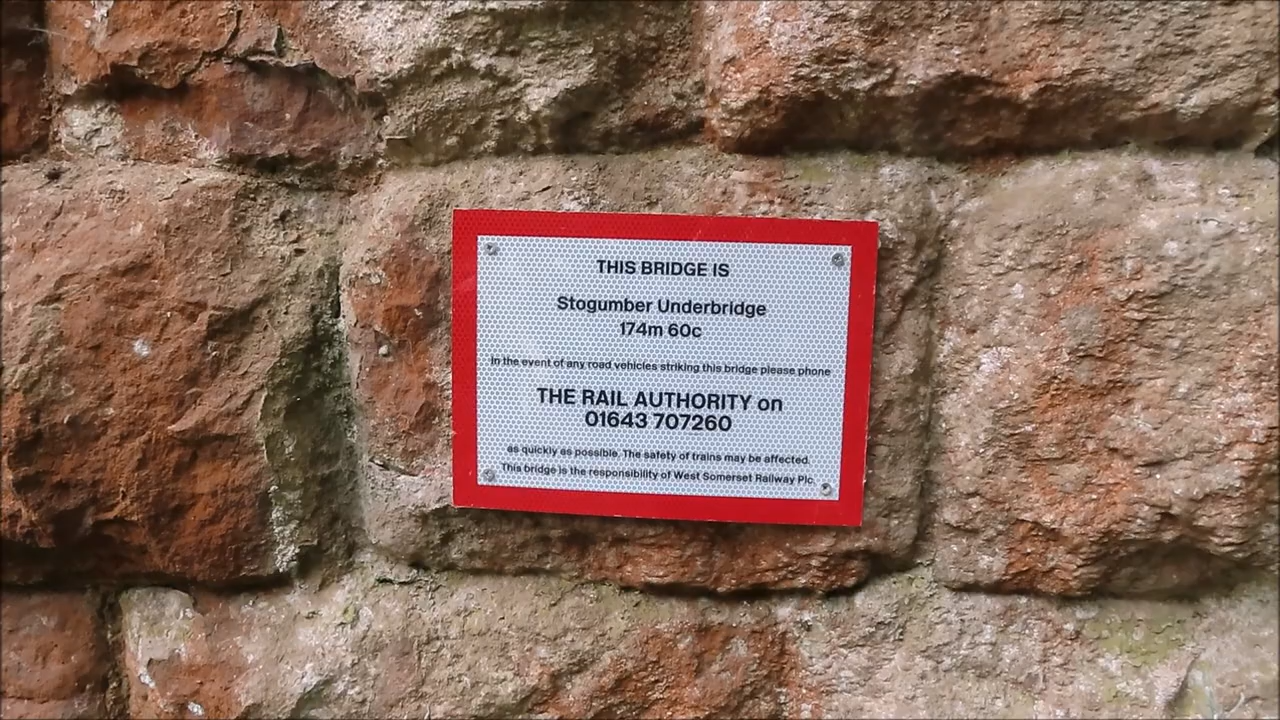 THIS BRIDGE IS
Stogumber Underbridge
174m 60c
In the event of any road vehicles striking this bridge please phone
THE RAIL AUTHORITY on
01643 707260
as quickly as possible. The safety of trains may be affected.
This bridge is the responsibility of West Somerset Railway Plc.